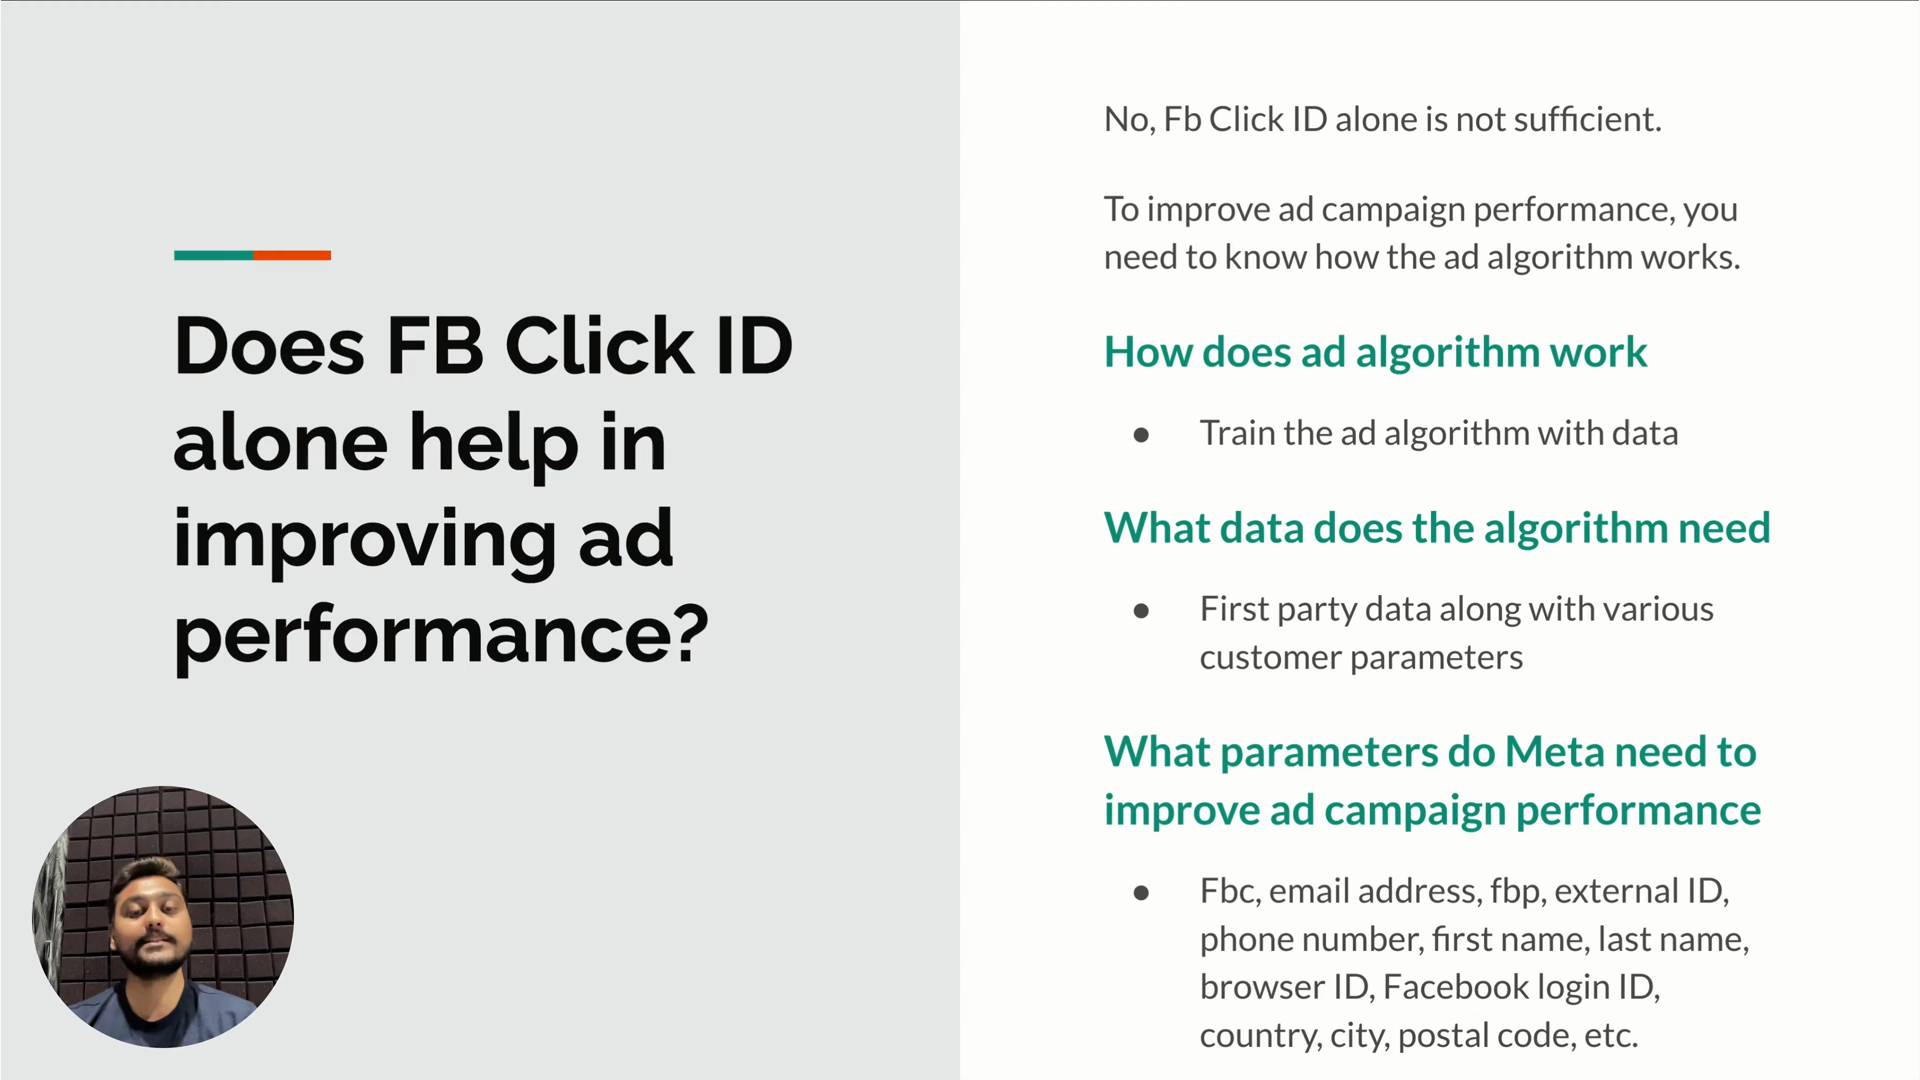 Does FB Click ID
alone help in
improving ad
performance?
No, Fb Click ID alone is not sufficient.
To improve ad campaign performance, you
need to know how the ad algorithm works.
How does ad algorithm work
● Train the ad algorithm with data
What data does the algorithm need
● First party data along with various
customer parameters
What parameters do Meta need to
improve ad campaign performance
● Fbc, email address, fbp, external ID,
phone number, first name, last name,
browser ID, Facebook login ID,
country, city, postal code, etc.